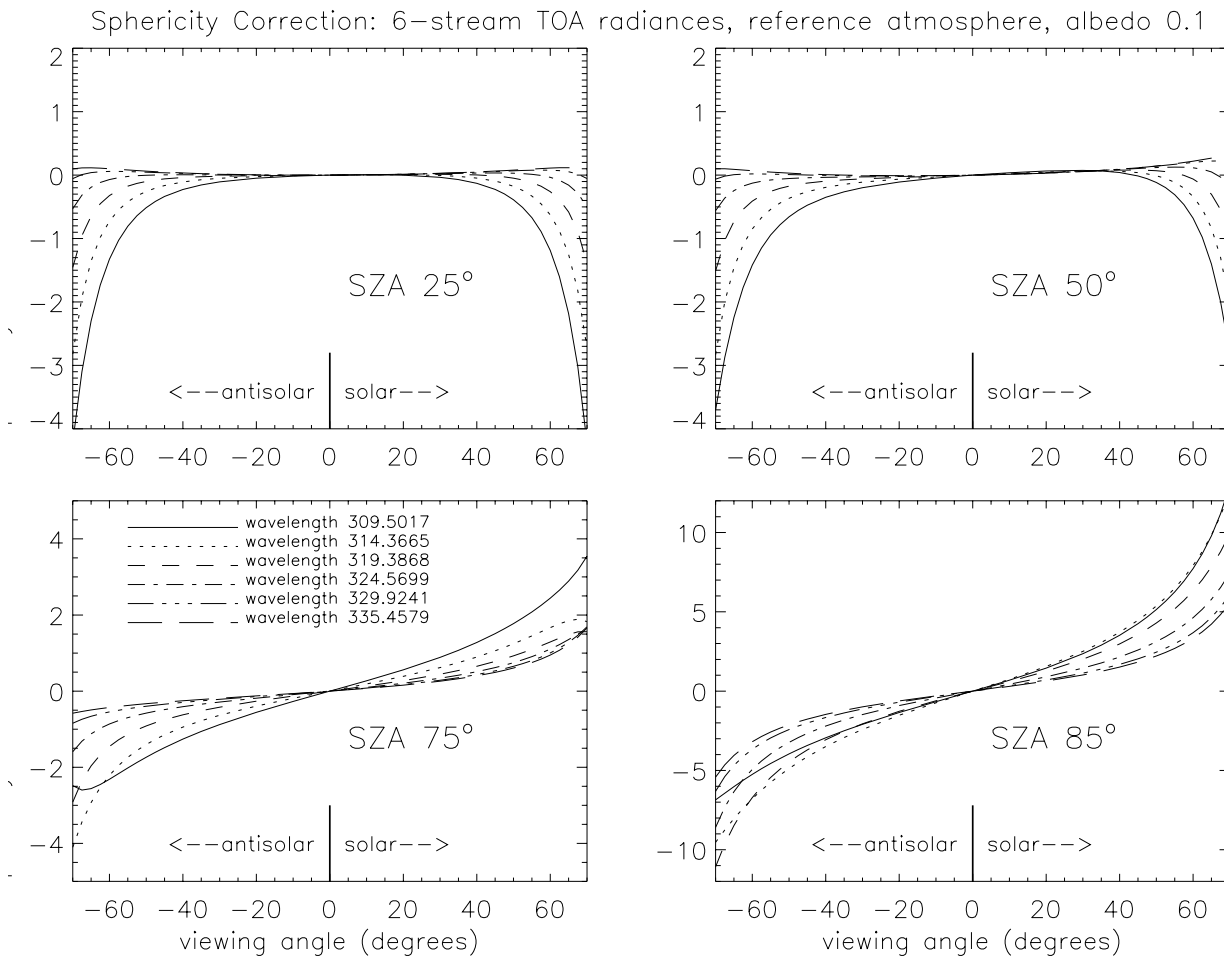 Sphericity Correction: 6-stream TOA radiances, reference atmosphere, albedo 0.1
2
1
0
-1
-2
-3
-4
SZA 25°
<--antisolar solar-->
-60 -40 -20 0 20 40 60
2
1
0
-1
-2
-3
-4
SZA 50°
<--antisolar solar-->
-60 -40 -20 0 20 40 60
4
2
0
-2
-4
wavelength 309.5017
wavelength 314.3665
wavelength 319.3868
wavelength 324.5699
wavelength 329.9241
wavelength 335.4579
SZA 75°
<--antisolar solar-->
-60 -40 -20 0 20 40 60
viewing angle (degrees)
10
5
0
-5
-10
SZA 85°
<--antisolar solar-->
-60 -40 -20 0 20 40 60
viewing angle (degrees)